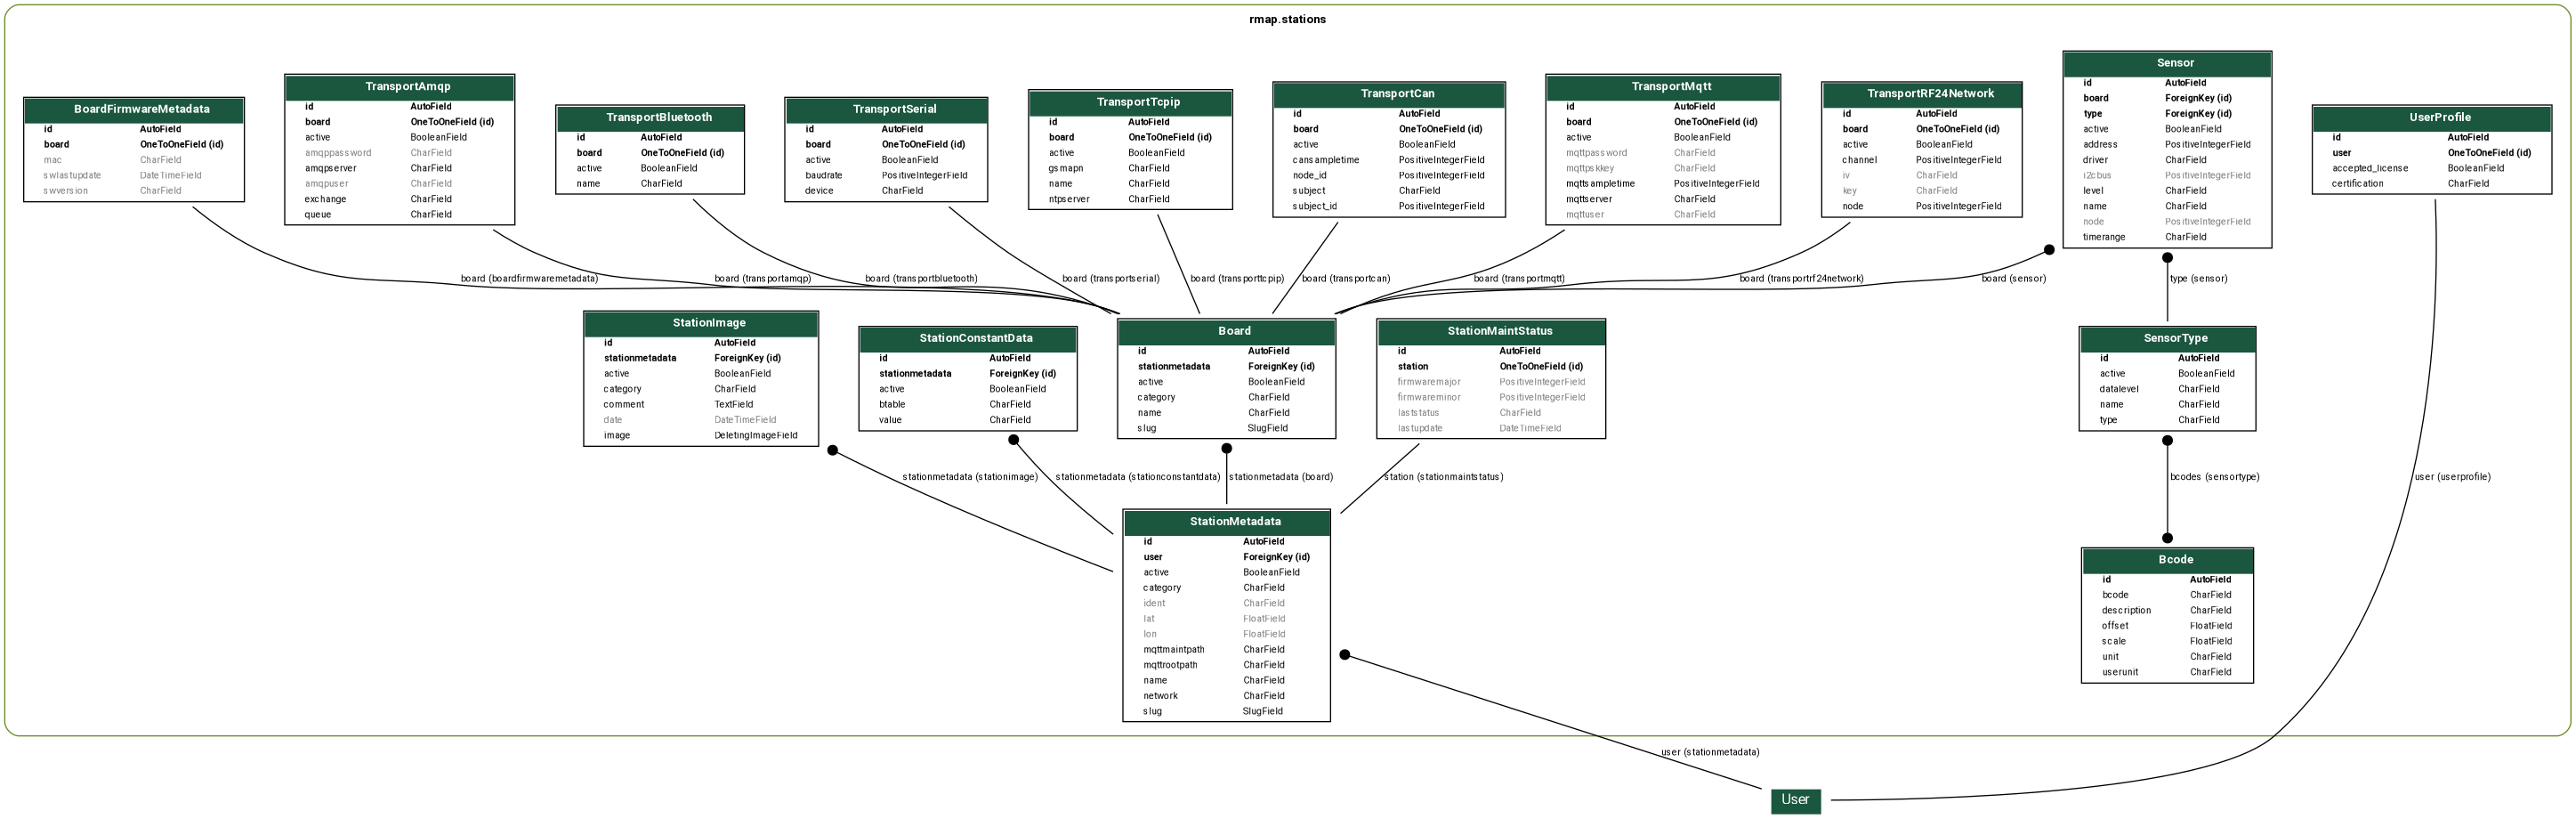 rmap.stations
BoardFirmwareMetadata
id AutoField
board OneToOneField (id)
mac CharField
swlastupdate DateTimeField
swversion CharField
TransportAmqp
id AutoField
board OneToOneField (id)
active BooleanField
amqppassword CharField
amqpserver CharField
amqpuser CharField
exchange CharField
queue CharField
TransportBluetooth
id AutoField
board OneToOneField (id)
active BooleanField
name CharField
TransportSerial
id AutoField
board OneToOneField (id)
active BooleanField
baudrate PositiveIntegerField
device CharField
TransportTcpip
id AutoField
board OneToOneField (id)
active BooleanField
gsmapn CharField
name CharField
ntpserver CharField
TransportCan
id AutoField
board OneToOneField (id)
active BooleanField
cansampletime PositiveIntegerField
node_id PositiveIntegerField
subject CharField
subject_id PositiveIntegerField
TransportMqtt
id AutoField
board OneToOneField (id)
active BooleanField
mqttpassword CharField
mqttpskkey CharField
mqttsampletime PositiveIntegerField
mqttserver CharField
mqttuser CharField
TransportRF24Network
id AutoField
board OneToOneField (id)
active BooleanField
channel PositiveIntegerField
iv CharField
key CharField
node PositiveIntegerField
Sensor
id AutoField
board ForeignKey (id)
type ForeignKey (id)
active BooleanField
address PositiveIntegerField
driver CharField
i2cbus PositiveIntegerField
level CharField
name CharField
node PositiveIntegerField
timerange CharField
UserProfile
id AutoField
user OneToOneField (id)
accepted_license BooleanField
certification CharField
board (boardfirmwaremetadata)
board (transportamqp)
board (transportbluetooth)
board (transportserial)
board (transporttcpip)
board (transportcan)
board (transportmqtt)
board (transportrf24network)
board (sensor)
type (sensor)
StationImage
id AutoField
stationmetadata ForeignKey (id)
active BooleanField
category CharField
comment TextField
date DateTimeField
image DeletingImageField
StationConstantData
id AutoField
stationmetadata ForeignKey (id)
active BooleanField
btable CharField
value CharField
Board
id AutoField
stationmetadata ForeignKey (id)
active BooleanField
category CharField
name CharField
slug SlugField
StationMaintStatus
id AutoField
station OneToOneField (id)
firmwaremajor PositiveIntegerField
firmwareminor PositiveIntegerField
laststatus CharField
lastupdate DateTimeField
SensorType
id AutoField
active BooleanField
datalevel CharField
name CharField
type CharField
stationmetadata (stationimage)
stationmetadata (stationconstantdata)
stationmetadata (board)
station (stationmaintstatus)
bcodes (sensortype)
user (userprofile)
StationMetadata
id AutoField
user ForeignKey (id)
active BooleanField
category CharField
ident CharField
lat FloatField
lon FloatField
mqttmaintpath CharField
mqttrootpath CharField
name CharField
network CharField
slug SlugField
Bcode
id AutoField
bcode CharField
description CharField
offset FloatField
scale FloatField
unit CharField
userunit CharField
user (stationmetadata)
User